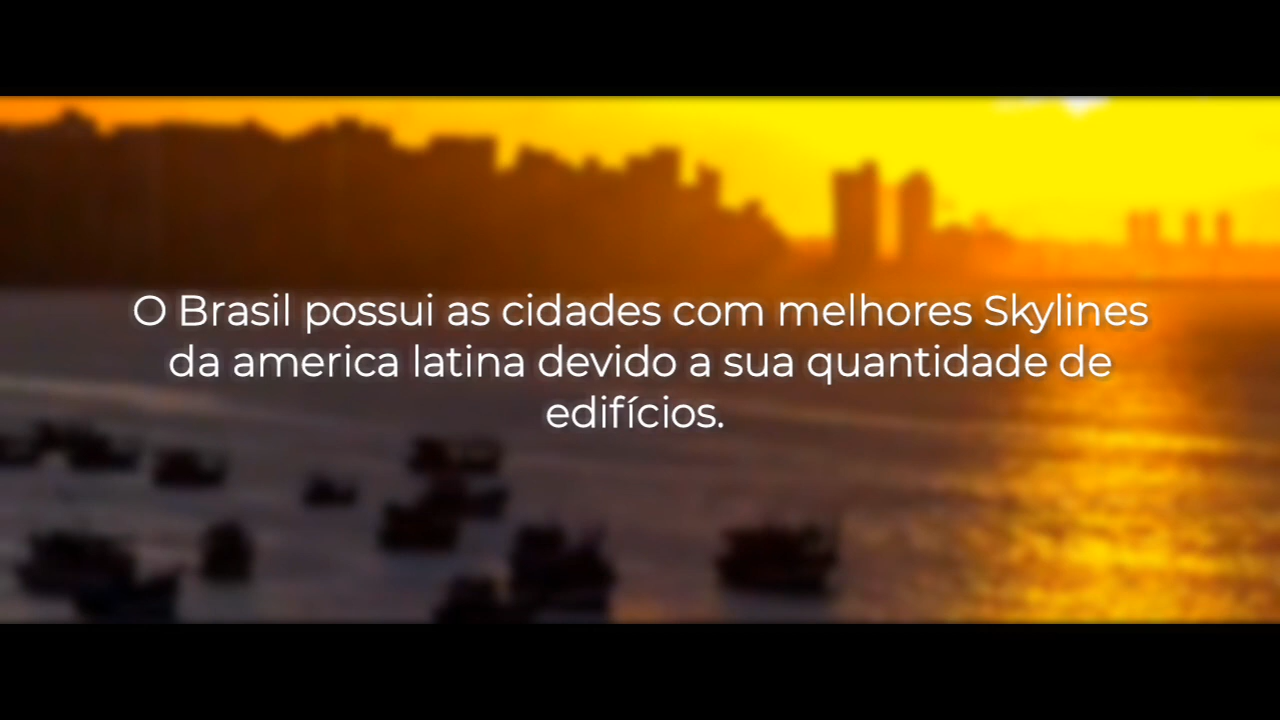 O Brasil possui as cidades com melhores Skylines
da america latina devido a sua quantidade de
edifícios.